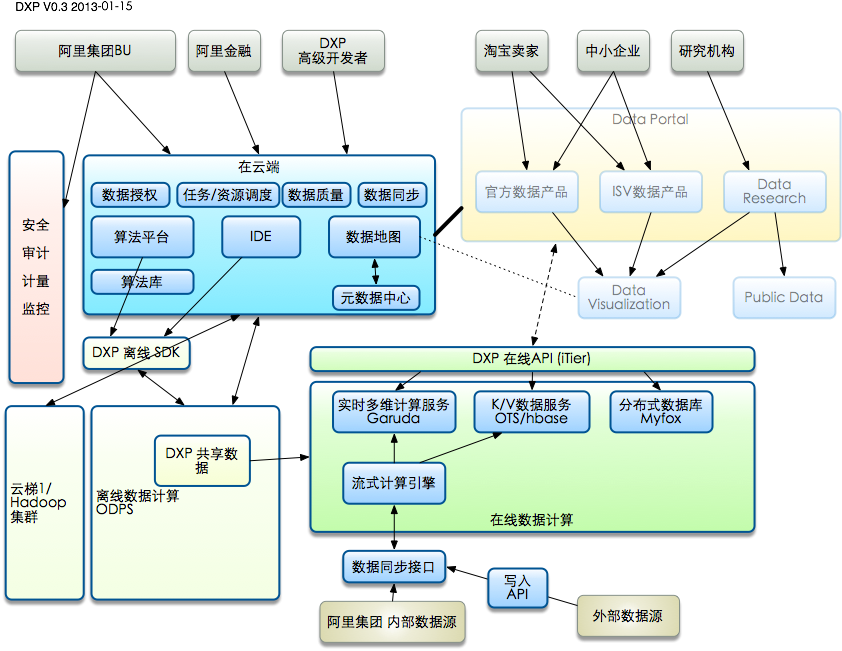 DXP V0.3 2013-01-15
阿里集团BU
阿里金融
DXP
高级开发者
淘宝卖家
中小企业
研究机构
Data Portal
安全
审计
计量
监控
在云端
数据授权
任务/资源调度
数据质量
数据同步
算法平台
IDE
数据地图
算法库
元数据中心
官方数据产品
ISV数据产品
Data
Research
Data
Visualization
Public Data
DXP 离线 SDK
DXP 在线API (iTier)
实时多维计算服务
Garuda
K/V数据服务
OTS/hbase
分布式数据库
Myfox
DXP 共享数
据
流式计算引擎
云梯1/
Hadoop
集群
离线数据计算
ODPS
在线数据计算
数据同步接口
写入
API
阿里集团 内部数据源
外部数据源